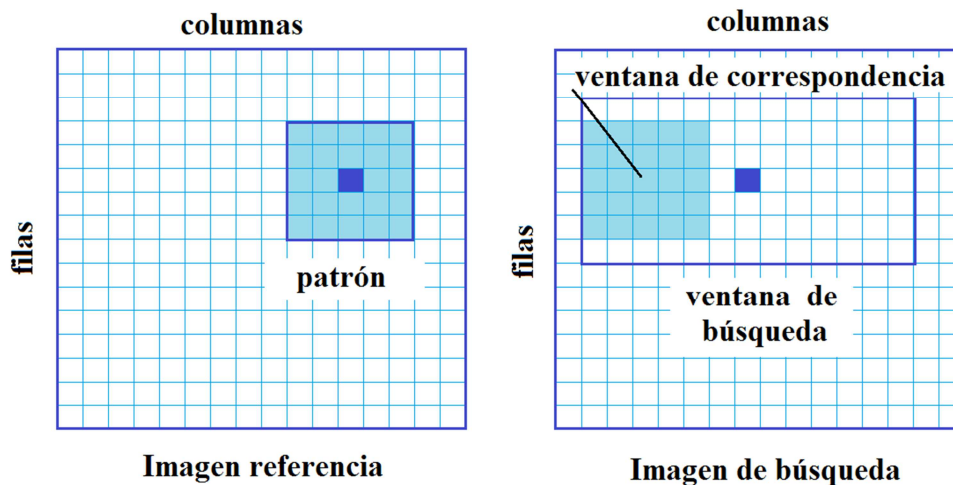 columnas
filas
patrón
Imagen referencia
columnas
ventana de correspondencia
filas
ventana de
búsqueda
Imagen de búsqueda